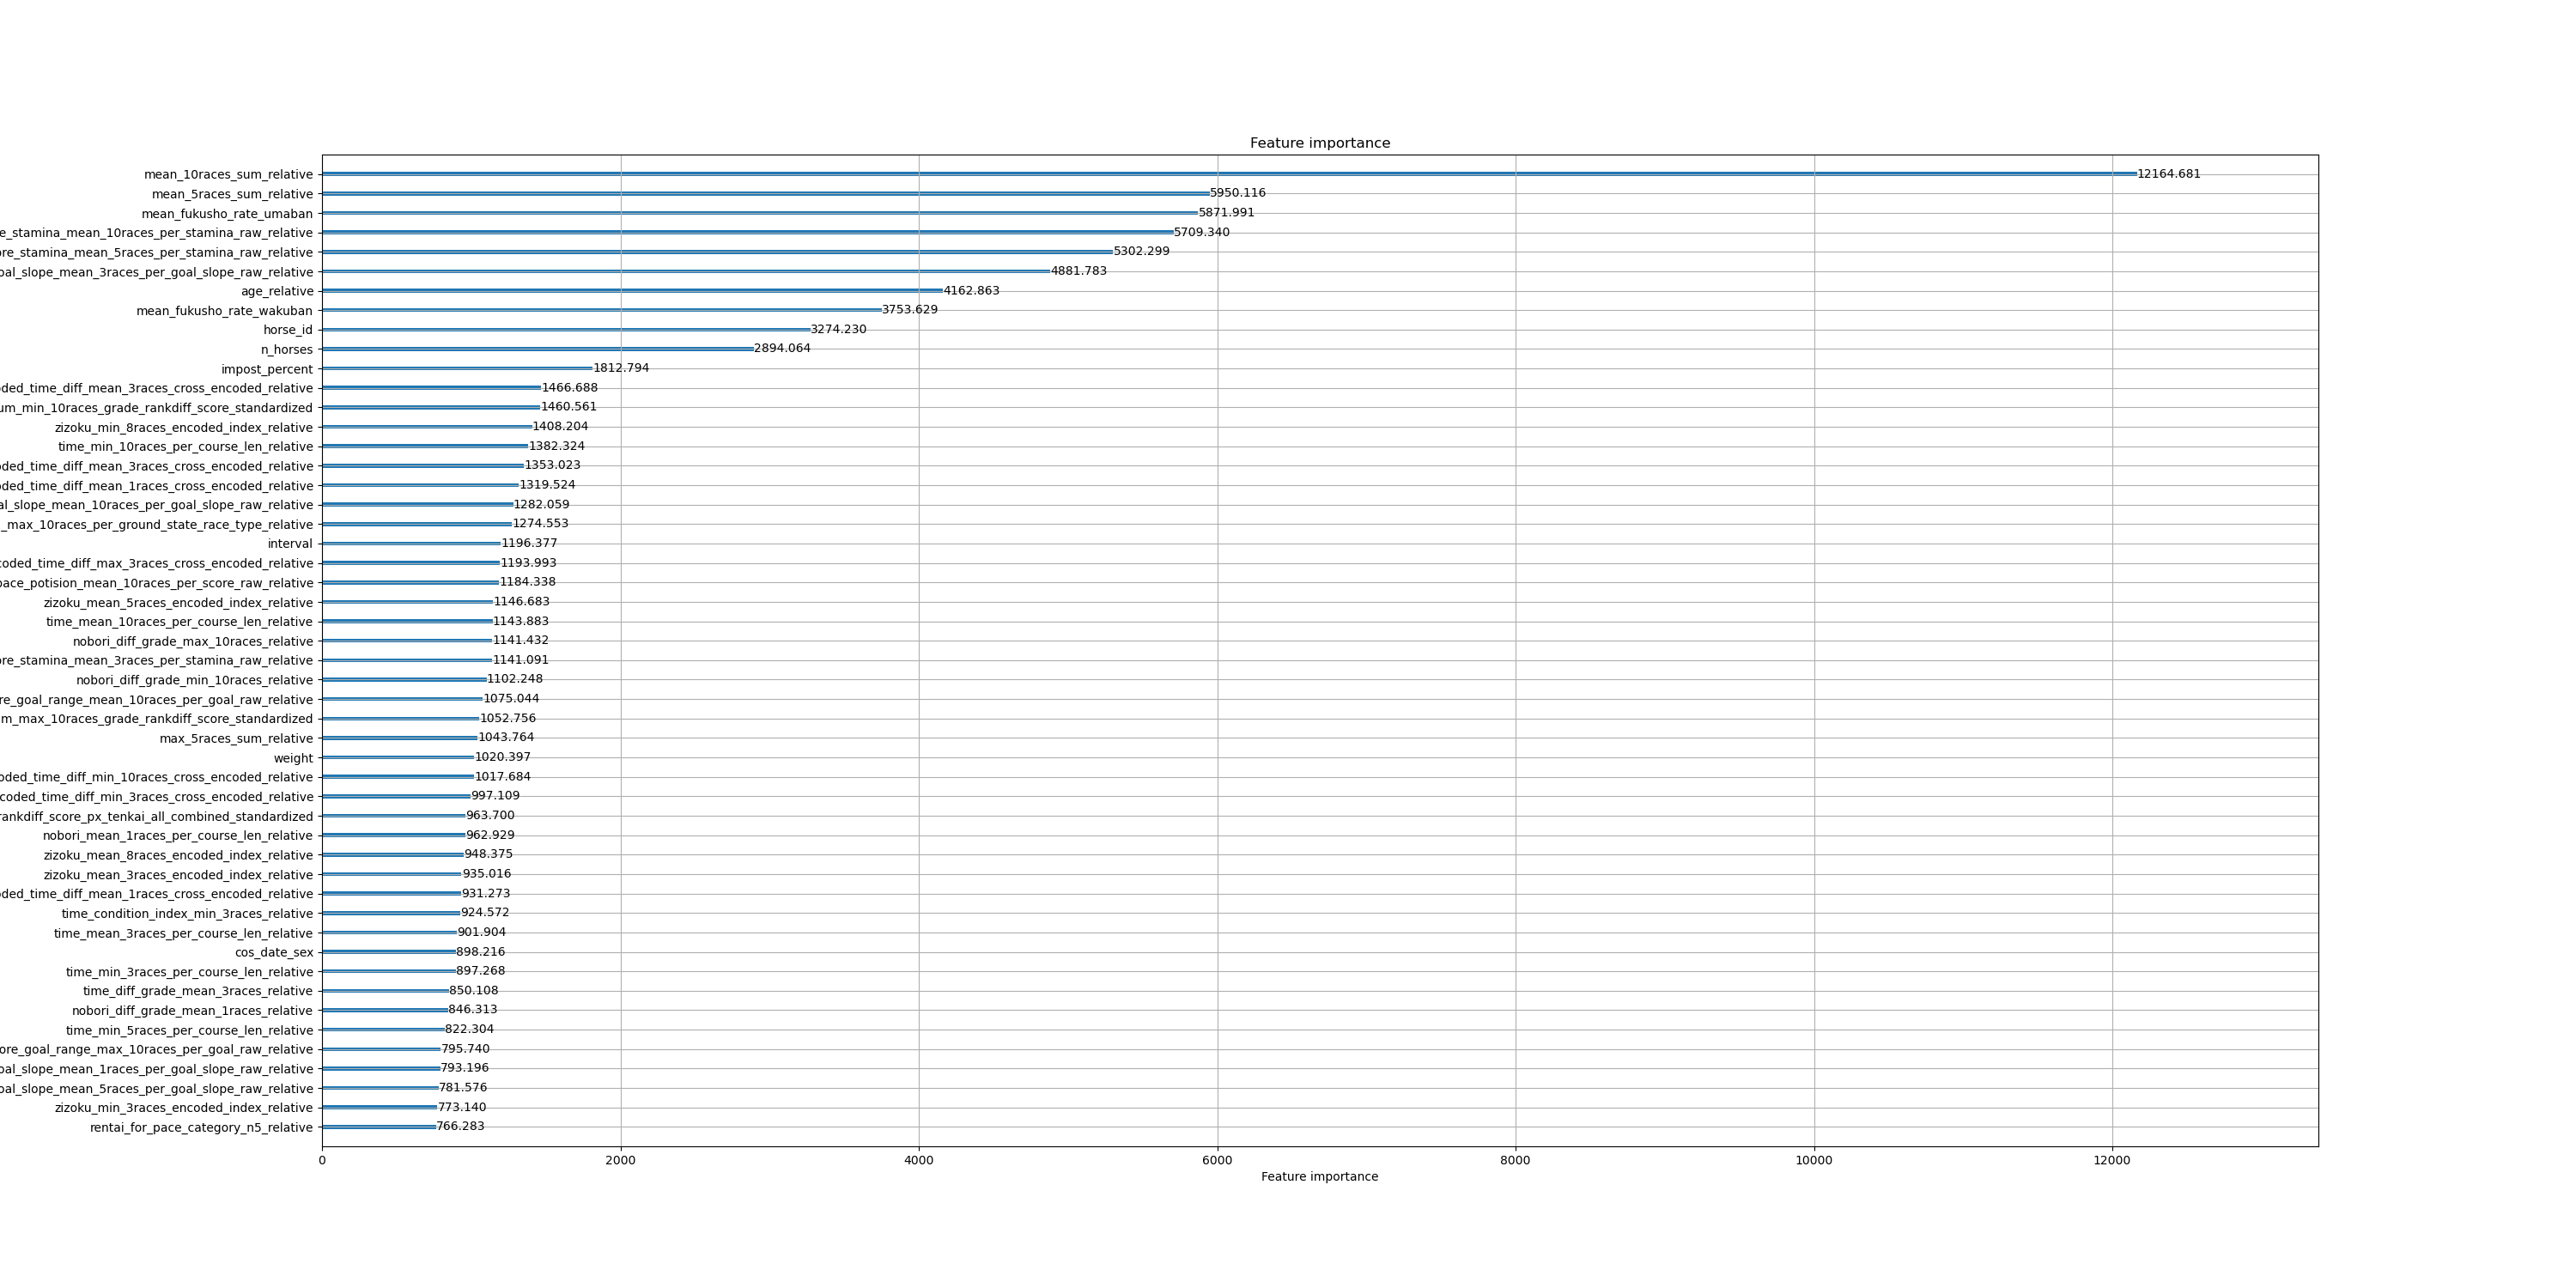 Feature importance
mean_10races_sum_relative 12164.681
mean_5races_sum_relative 5950.116
mean_fukusho_rate_umaban 5871.991
e_stamina_mean_10races_per_stamina_raw_relative 5709.340
re_stamina_mean_5races_per_stamina_raw_relative 5302.299
oal_slope_mean_3races_per_goal_slope_raw_relative 4881.783
age_relative 4162.863
mean_fukusho_rate_wakuban 3753.629
horse_id 3274.230
n_horses 2894.064
impost_percent 1812.794
ded_time_diff_mean_3races_cross_encoded_relative 1466.688
um_min_10races_grade_rankdiff_score_standardized 1460.561
zizoku_min_8races_encoded_index_relative 1408.204
time_min_10races_per_course_len_relative 1382.324
ded_time_diff_mean_3races_cross_encoded_relative 1353.023
ded_time_diff_mean_1races_cross_encoded_relative 1319.524
al_slope_mean_10races_per_goal_slope_raw_relative 1282.059
_max_10races_per_ground_state_race_type_relative 1274.553
interval 1196.377
coded_time_diff_max_3races_cross_encoded_relative 1193.993
pace_potision_mean_10races_per_score_raw_relative 1184.338
zizoku_mean_5races_encoded_index_relative 1146.683
time_mean_10races_per_course_len_relative 1143.883
nobori_diff_grade_max_10races_relative 1141.432
ore_stamina_mean_3races_per_stamina_raw_relative 1141.091
nobori_diff_grade_min_10races_relative 1102.248
re_goal_range_mean_10races_per_goal_raw_relative 1075.044
m_max_10races_grade_rankdiff_score_standardized 1052.756
max_5races_sum_relative 1043.764
weight 1020.397
oded_time_diff_min_10races_cross_encoded_relative 1017.684
coded_time_diff_min_3races_cross_encoded_relative 997.109
rankdiff_score_px_tenkai_all_combined_standardized 963.700
nobori_mean_1races_per_course_len_relative 962.929
zizoku_mean_8races_encoded_index_relative 948.375
zizoku_mean_3races_encoded_index_relative 935.016
ded_time_diff_mean_1races_cross_encoded_relative 931.273
time_condition_index_min_3races_relative 924.572
time_mean_3races_per_course_len_relative 901.904
cos_date_sex 898.216
time_min_3races_per_course_len_relative 897.268
time_diff_grade_mean_3races_relative 850.108
nobori_diff_grade_mean_1races_relative 846.313
time_min_5races_per_course_len_relative 822.304
ore_goal_range_max_10races_per_goal_raw_relative 795.740
oal_slope_mean_1races_per_goal_slope_raw_relative 793.196
oal_slope_mean_5races_per_goal_slope_raw_relative 781.576
zizoku_min_3races_encoded_index_relative 773.140
rentai_for_pace_category_n5_relative 766.283
0 2000 4000 6000 8000 10000 12000
Feature importance